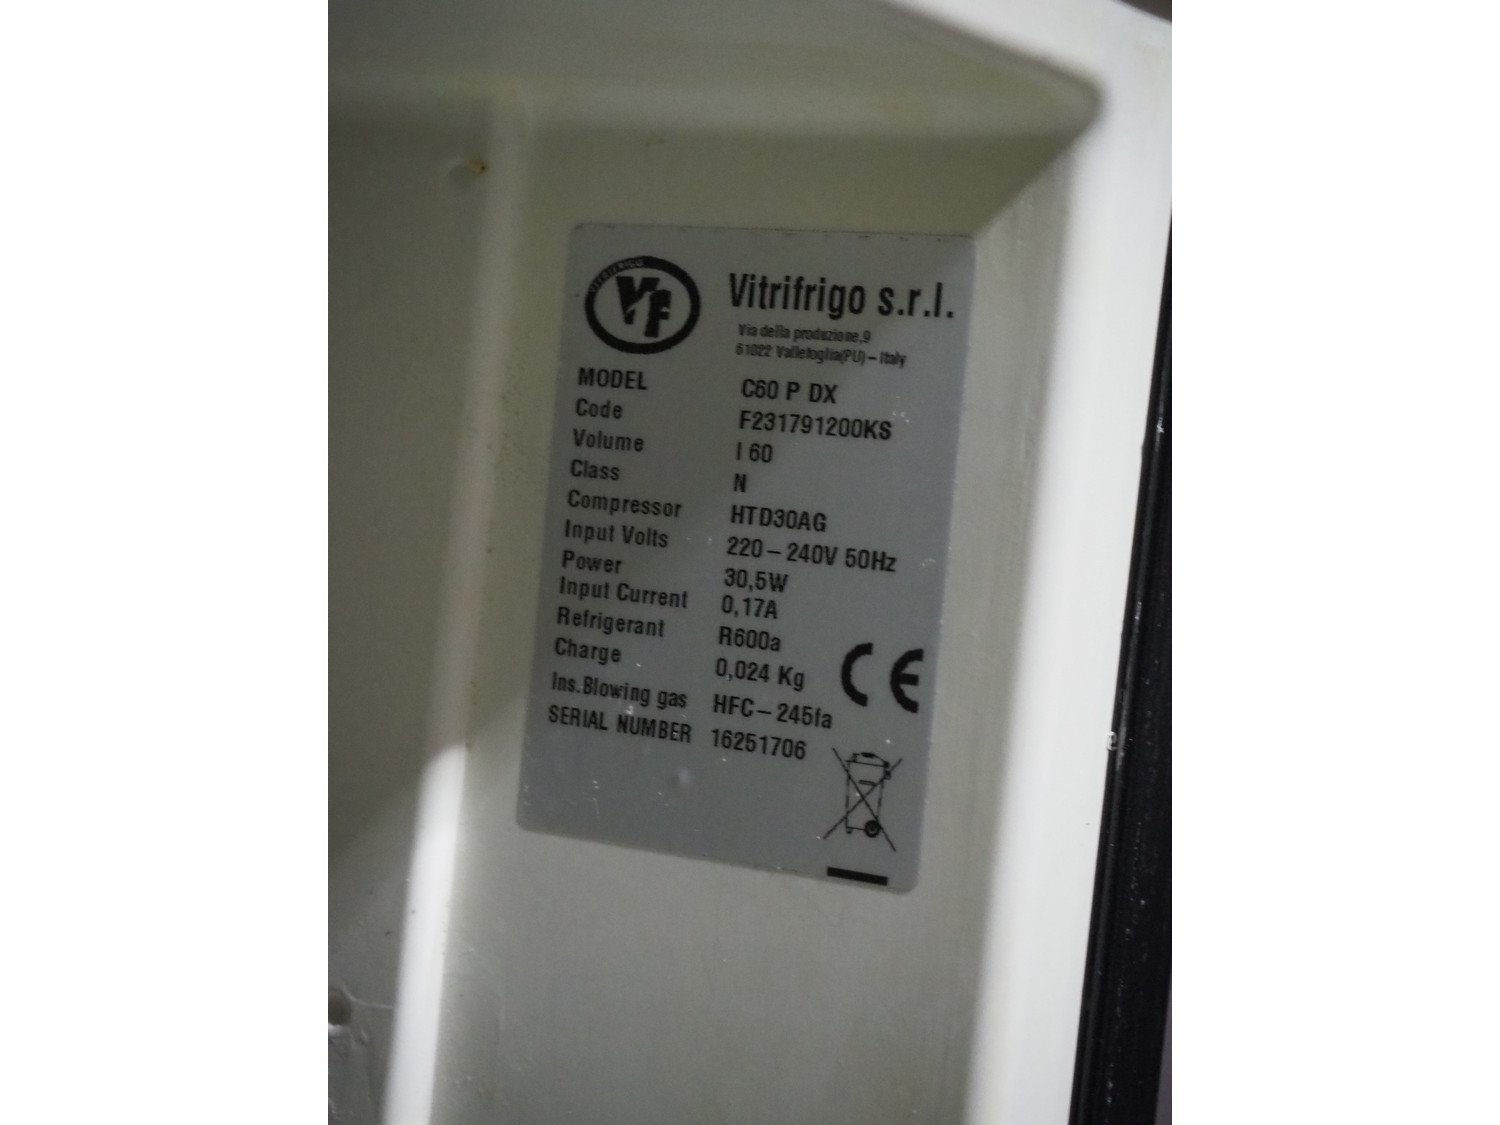 VITRIFRIGO
VF
Vitrifrigo s.r.l.
Via della produzione,9
61022 Vallefoglia(PU) – Italy
MODEL C60 P DX
Code F231791200KS
Volume l 60
Class N
Compressor HTD30AG
Input Volts 220 – 240V 50Hz
Power 30,5W
Input Current 0,17A
Refrigerant R600a
Charge 0,024 Kg
Ins.Blowing gas HFC – 245fa
SERIAL NUMBER 16251706
CE